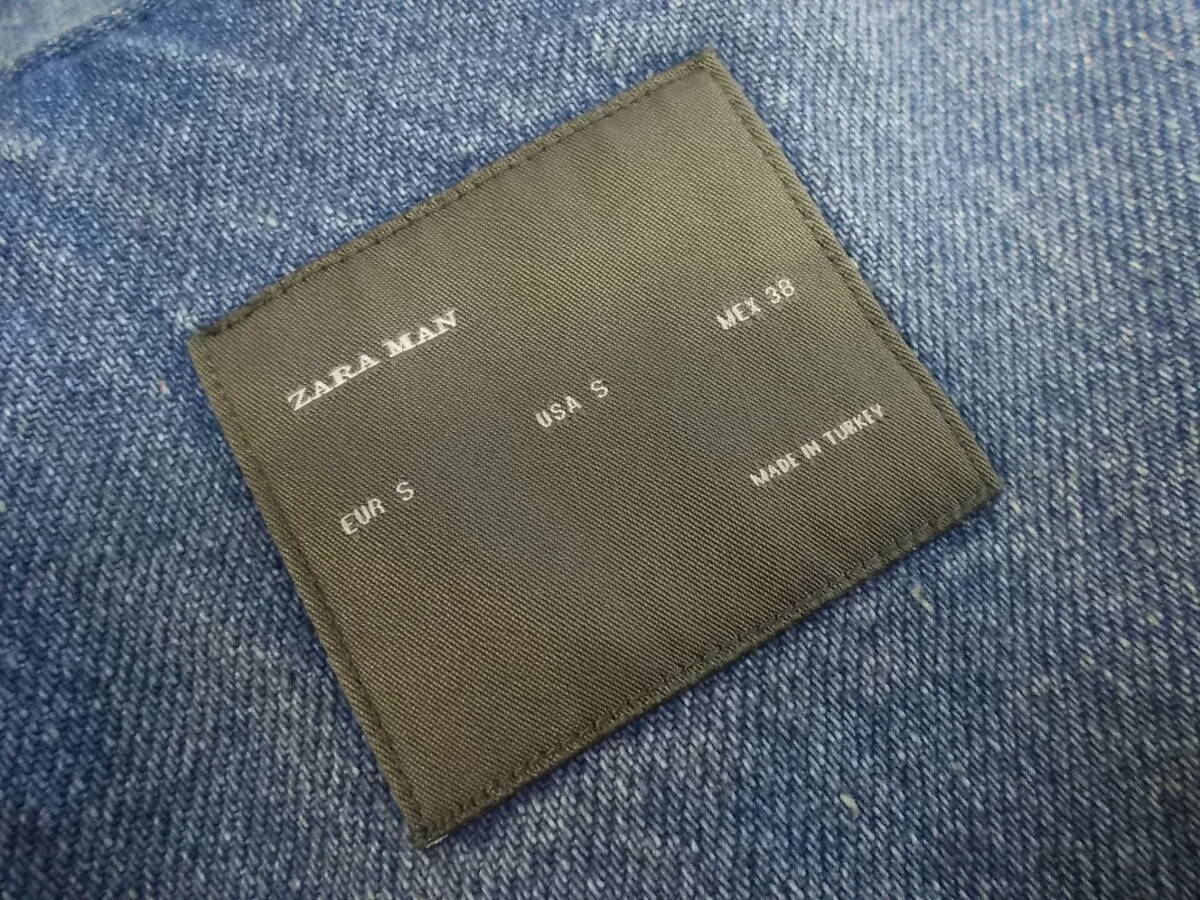 ZARA MAN
EUR S
USA S
MEX 38
MADE IN TURKEY